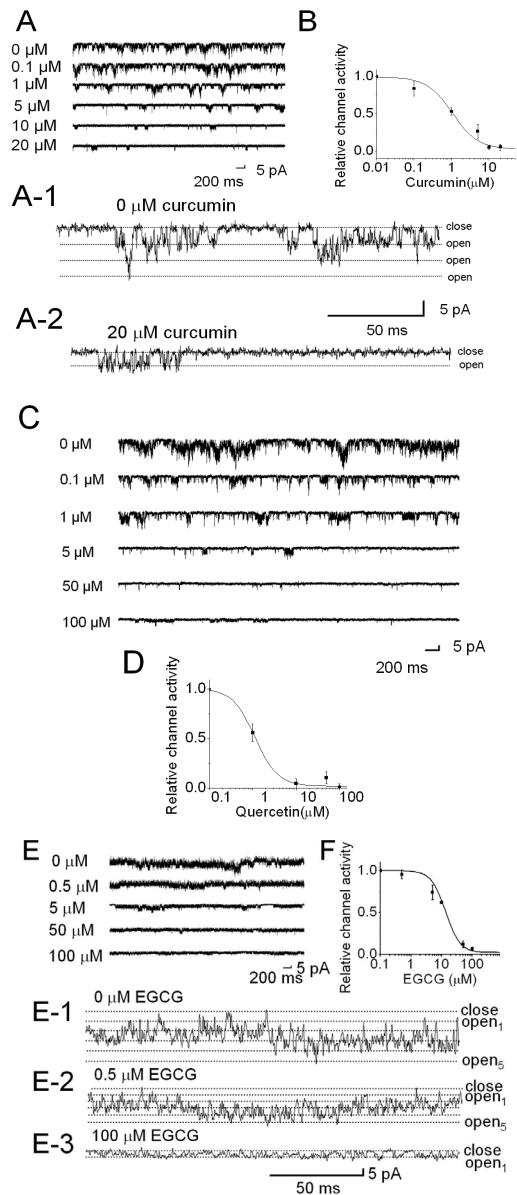 A
0 µM
0.1 µM
1 µM
5 µM
10 µM
20 µM
5 pA
200 ms
B
Relative channel activity
1.0
0.5
0.0
0.01
0.1
1
10
Curcumin(µM)
A-1
0 µM curcumin
close
open
open
open
5 pA
50 ms
A-2
20 µM curcumin
close
open
C
0 µM
0.1 µM
1 µM
5 µM
50 µM
100 µM
5 pA
200 ms
D
Relative channel activity
1.0
0.5
0.0
0.1
1
10
100
Quercetin(µM)
E
0 µM
0.5 µM
5 µM
50 µM
100 µM
5 pA
200 ms
F
Relative channel activity
1.0
0.5
0.0
0.1
1
10
100
EGCG (µM)
E-1
0 µM EGCG
close
open1
open5
E-2
0.5 µM EGCG
close
open1
open5
E-3
100 µM EGCG
close
open1
5 pA
50 ms